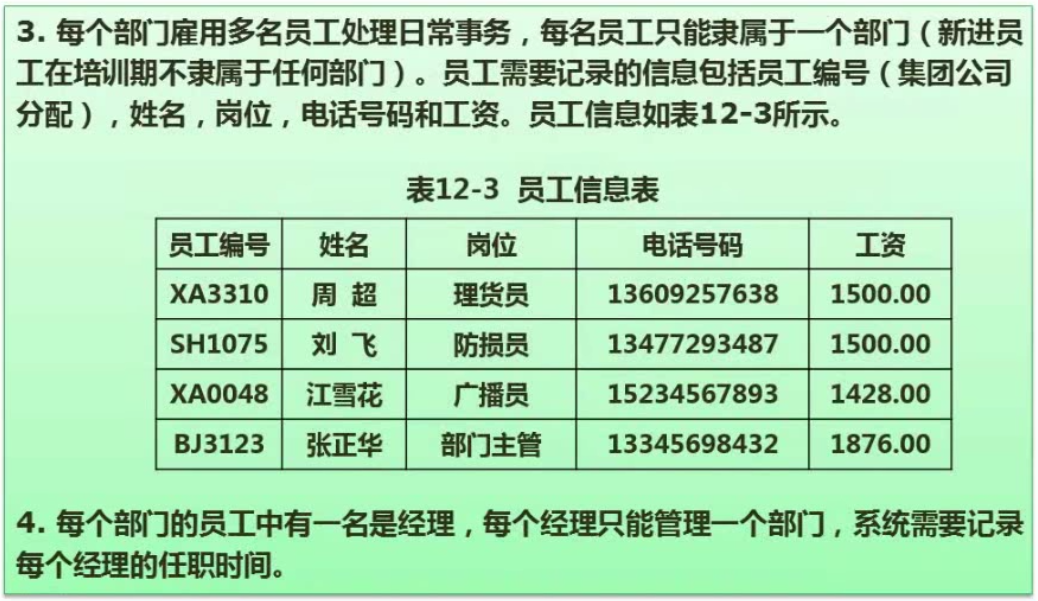 3. 每个部门雇用多名员工处理日常事务，每名员工只能隶属于一个部门（新进员
工在培训期不隶属于任何部门）。员工需要记录的信息包括员工编号（集团公司
分配），姓名，岗位，电话号码和工资。员工信息如表12-3所示。
表12-3 员工信息表
员工编号 姓名 岗位 电话号码 工资
XA3310 周 超 理货员 13609257638 1500.00
SH1075 刘 飞 防损员 13477293487 1500.00
XA0048 江雪花 广播员 15234567893 1428.00
BJ3123 张正华 部门主管 13345698432 1876.00
4. 每个部门的员工中有一名是经理，每个经理只能管理一个部门，系统需要记录
每个经理的任职时间。